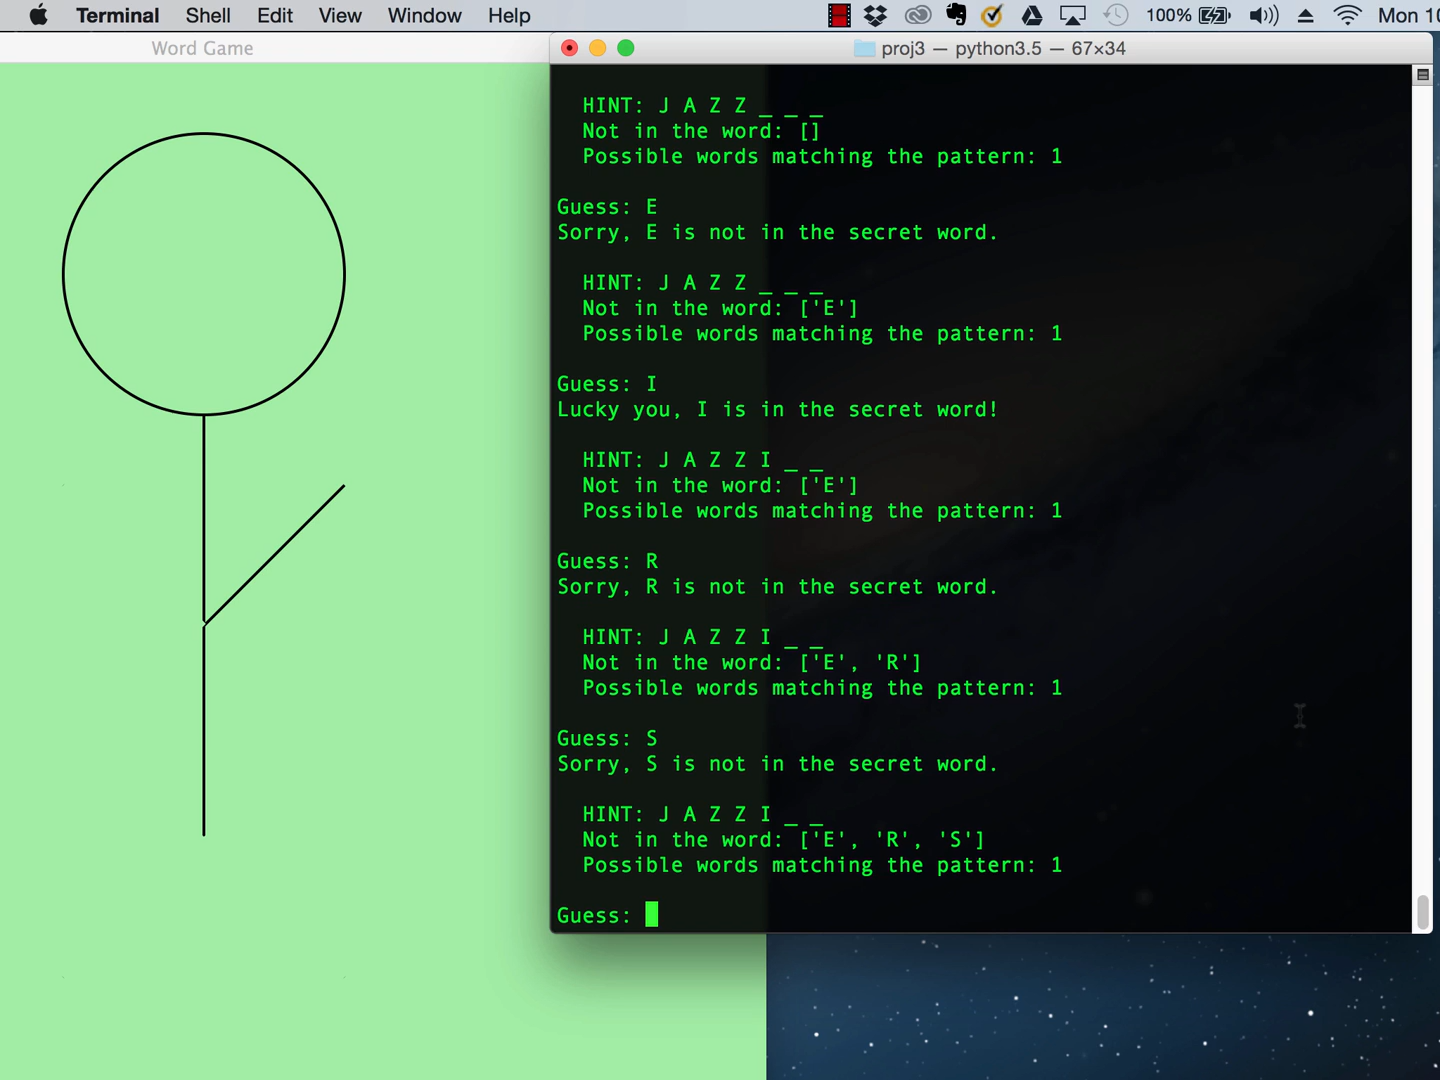 Terminal Shell Edit View Window Help 100% Mon 10
Word Game
proj3 — python3.5 — 67×34
HINT: J A Z Z _ _ _
Not in the word: []
Possible words matching the pattern: 1
Guess: E
Sorry, E is not in the secret word.
HINT: J A Z Z _ _ _
Not in the word: ['E']
Possible words matching the pattern: 1
Guess: I
Lucky you, I is in the secret word!
HINT: J A Z Z I _ _
Not in the word: ['E']
Possible words matching the pattern: 1
Guess: R
Sorry, R is not in the secret word.
HINT: J A Z Z I _ _
Not in the word: ['E', 'R']
Possible words matching the pattern: 1
Guess: S
Sorry, S is not in the secret word.
HINT: J A Z Z I _ _
Not in the word: ['E', 'R', 'S']
Possible words matching the pattern: 1
Guess: